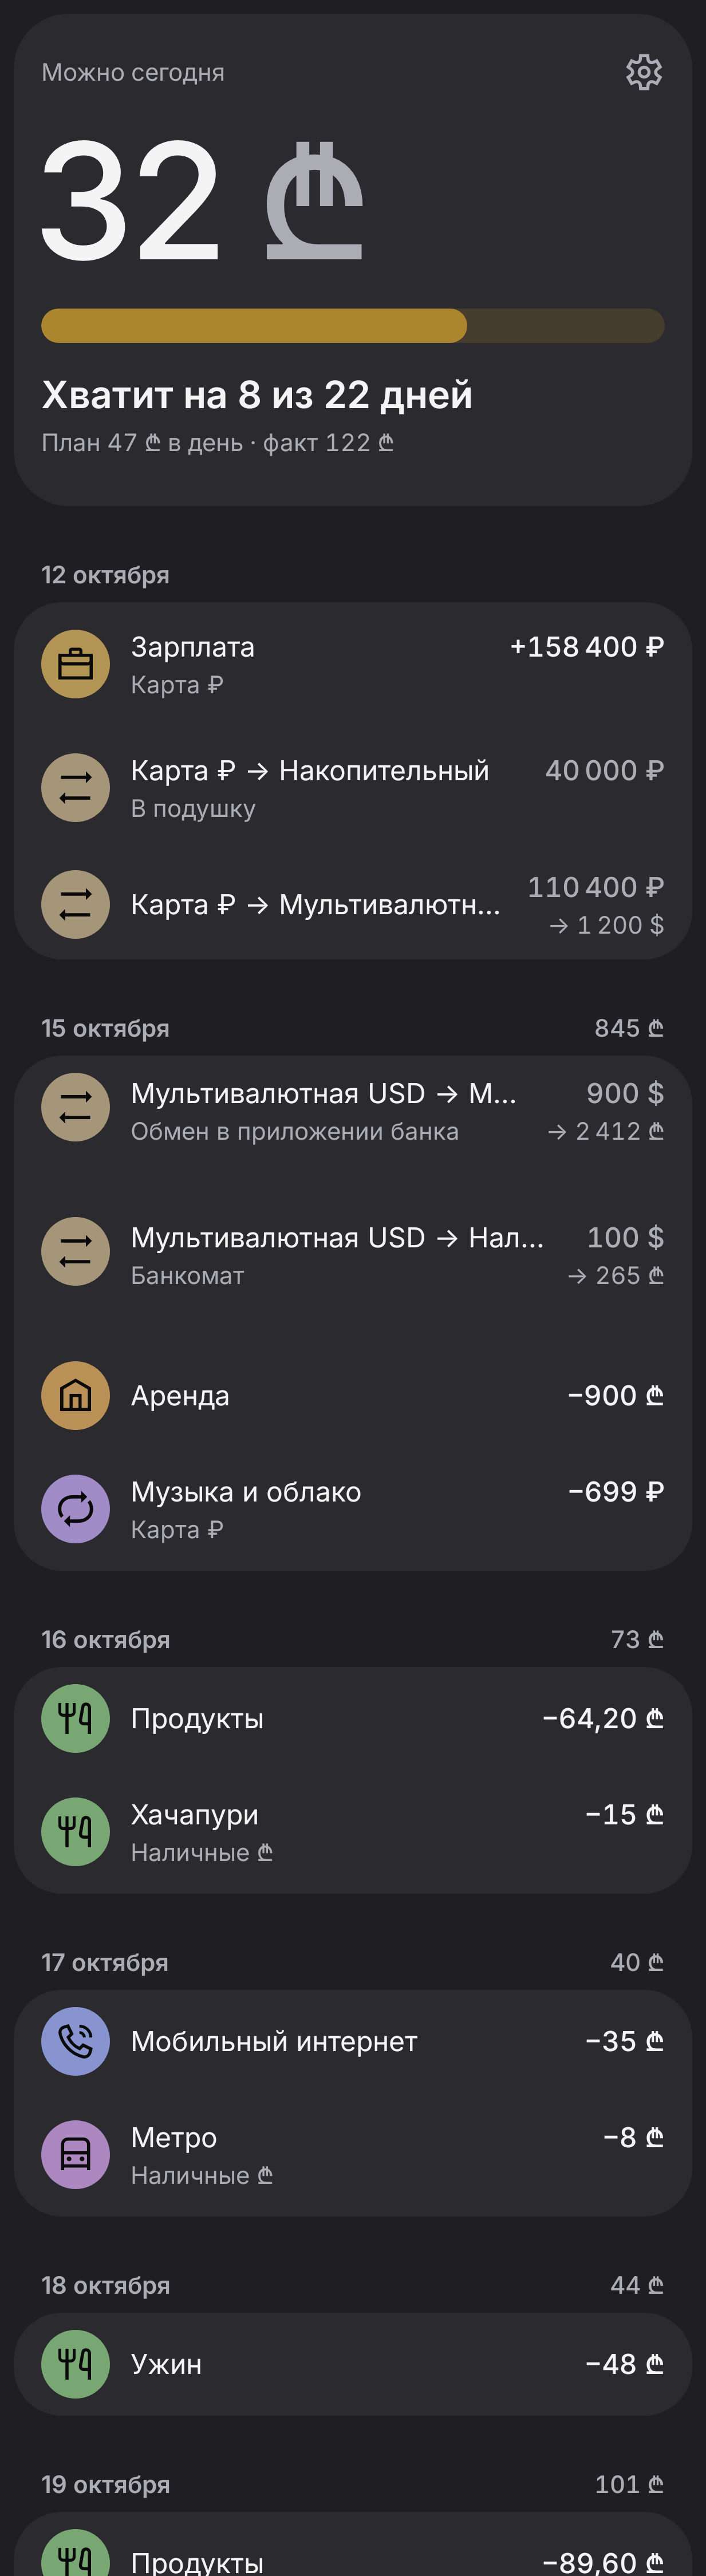 Можно сегодня
32 ₾
Хватит на 8 из 22 дней
План 47 ₾ в день · факт 122 ₾
12 октября
Зарплата +158 400 ₽
Карта ₽
Карта ₽ → Накопительный 40 000 ₽
В подушку
Карта ₽ → Мультивалютн... 110 400 ₽
→ 1 200 $
15 октября 845 ₾
Мультивалютная USD → М... 900 $
Обмен в приложении банка → 2 412 ₾
Мультивалютная USD → Нал... 100 $
Банкомат → 265 ₾
Аренда −900 ₾
Музыка и облако −699 ₽
Карта ₽
16 октября 73 ₾
Продукты −64,20 ₾
Хачапури −15 ₾
Наличные ₾
17 октября 40 ₾
Мобильный интернет −35 ₾
Метро −8 ₾
Наличные ₾
18 октября 44 ₾
Ужин −48 ₾
19 октября 101 ₾
Продукты −89,60 ₾